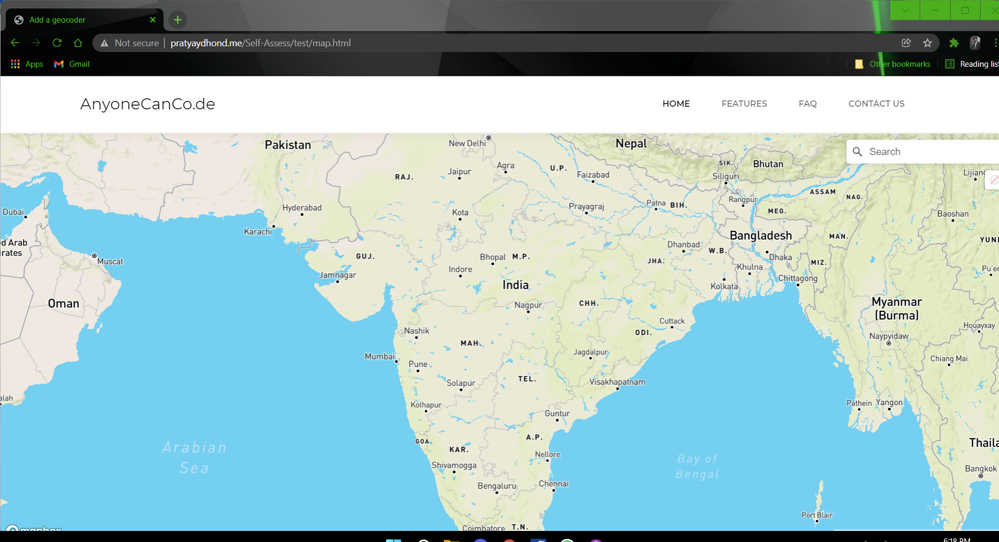 Add a geocoder
Not secure
pratyaydhond.me/Self-Assess/test/map.html
Apps
Gmail
Other bookmarks
Reading list
AnyoneCanCo.de
HOME
FEATURES
FAQ
CONTACT US
Pakistan
New Delhi
Nepal
Search
Agra
SIK.
Bhutan
Jaipur
U.P.
Faizabad
RAJ.
Siliguri
Lijiang
ASSAM
NAG.
Rangpur
Patna
BIH.
Hyderabad
Prayagraj
Dubai
Kota
MEG.
Baoshan
Karachi
Bangladesh
MAN.
YUN
ed Arab
irates
Dhanbad
W.B.
Muscat
GUJ.
Bhopal
M.P.
JHA.
Dhaka
MIZ.
Jamnagar
Indore
Khulna
Pu'er
Chittagong
India
Kolkata
Oman
Nagpur
CHH.
Myanmar
(Burma)
Cuttack
Nashik
ODI.
Houayxay
Naypyidaw
MAH.
Mumbai
Pune
Jagdalpur
Chiang Mai
TEL.
Solapur
Visakhapatnam
alah
Kolhapur
Pathein
Yangon
Guntur
GOA
A.P.
Arabian
Sea
KAR.
Nellore
Thaila
Bay of
Bengal
Shivamogga
Bangkok
Bengaluru
Chennai
Port Blair
Coimbatore
T.N.
mapbox
6:18 PM